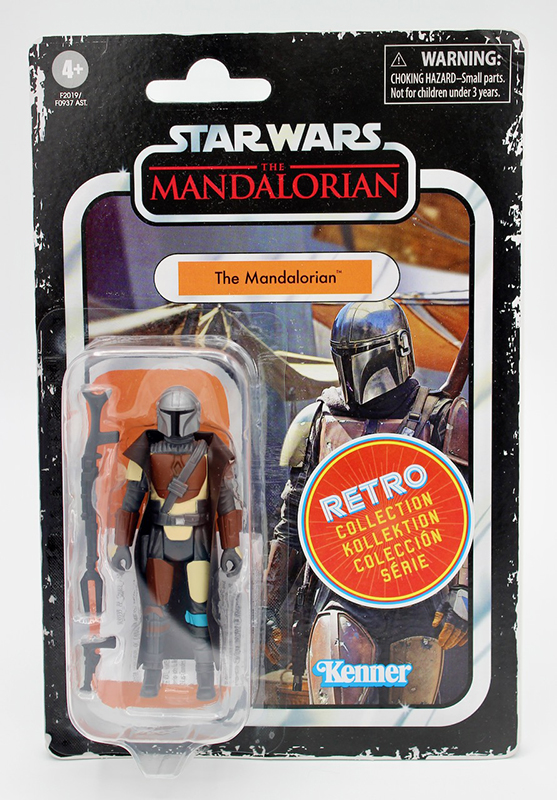 4+
F2019/
F0937 AST.
⚠ WARNING:
CHOKING HAZARD–Small parts.
Not for children under 3 years.
STAR WARS
THE
MANDALORIAN
The Mandalorian™
RETRO
COLLECTION
KOLLEKTION
COLECCIÓN
SÉRIE
Kenner